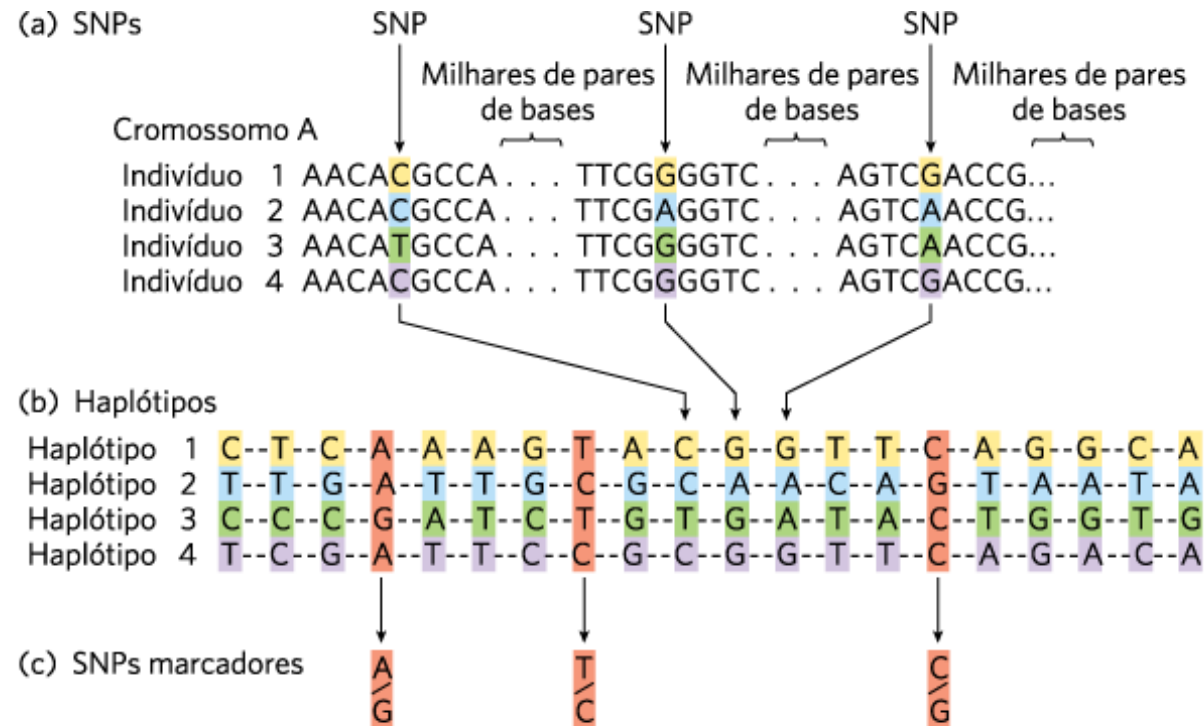 (a) SNPs SNP SNP SNP
Milhares de pares de bases Milhares de pares de bases Milhares de pares de bases
Cromossomo A
Indivíduo 1 AACACGCCA . . . TTCGGGGTC . . . AGTCGACCG...
Indivíduo 2 AACACGCCA . . . TTCGAGGTC . . . AGTCAACCG...
Indivíduo 3 AACATGCCA . . . TTCGGGGTC . . . AGTCAACCG...
Indivíduo 4 AACACGCCA . . . TTCGGGGTC . . . AGTCGACCG...
(b) Haplótipos
Haplótipo 1 C--T--C--A--A--A--G--T--A--C--G--G--T--T--C--A--G--G--C--A
Haplótipo 2 T--T--G--A--T--T--G--C--G--C--A--A--C--A--G--T--A--A--T--A
Haplótipo 3 C--C--C--G--A--T--C--T--G--T--G--A--T--A--C--T--G--G--T--G
Haplótipo 4 T--C--G--A--T--T--C--C--G--C--G--G--T--T--C--A--G--A--C--A
(c) SNPs marcadores A/G T/C C/G